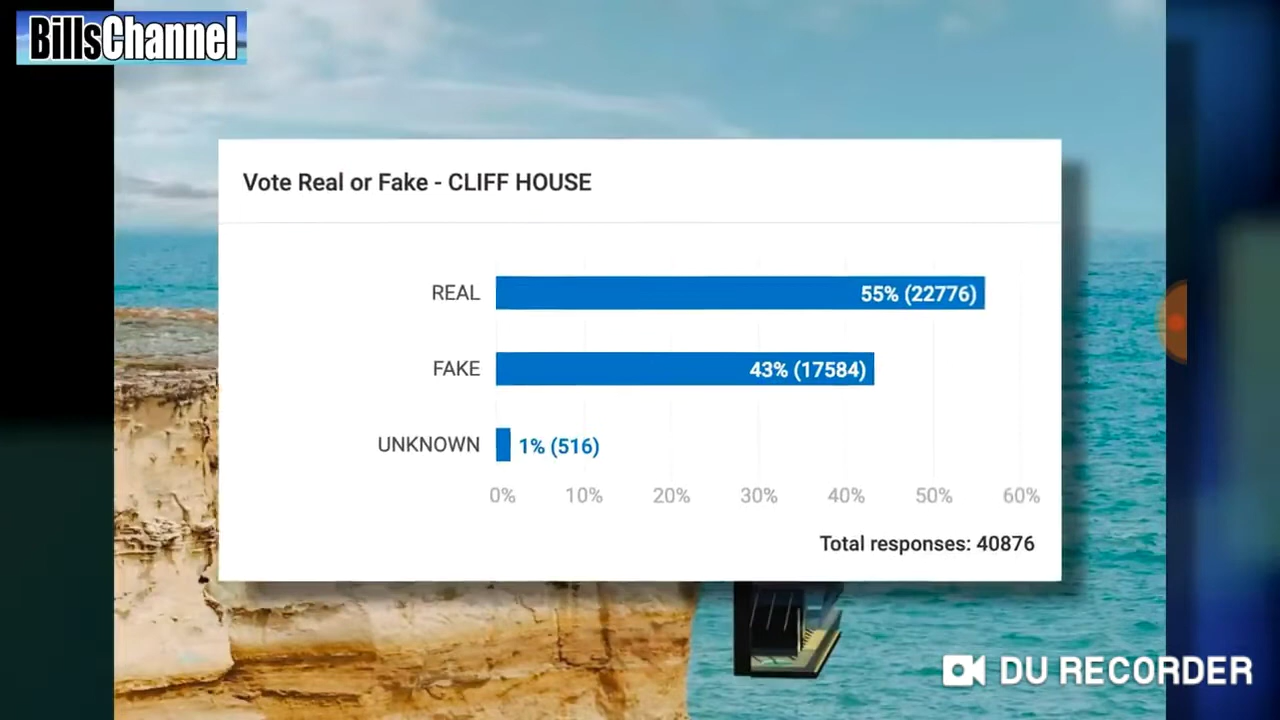 BillsChannel
Vote Real or Fake - CLIFF HOUSE
REAL 55% (22776)
FAKE 43% (17584)
UNKNOWN 1% (516)
0% 10% 20% 30% 40% 50% 60%
Total responses: 40876
DU RECORDER